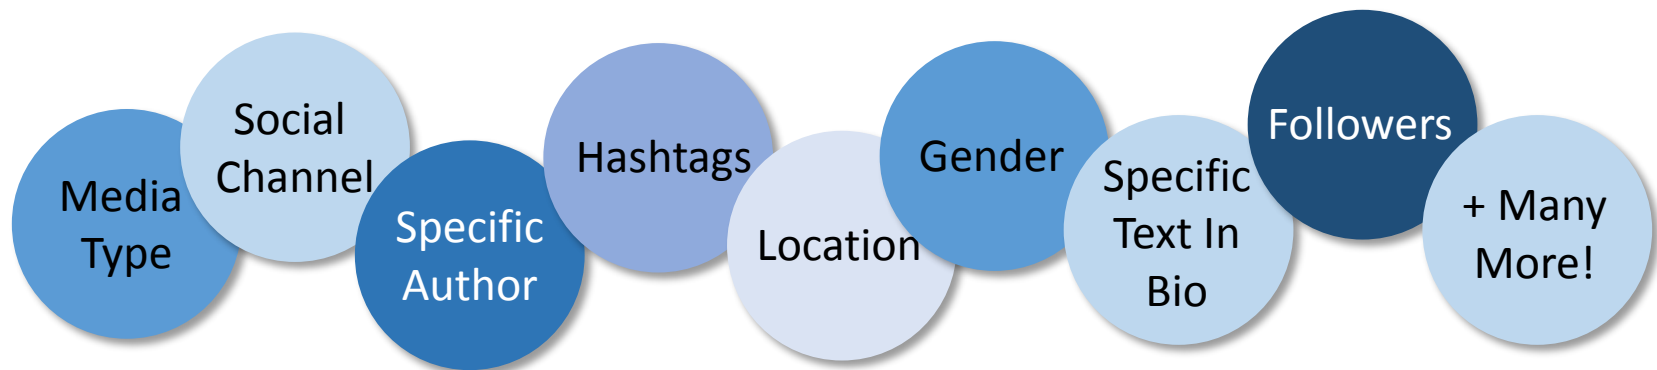 Media
Type
Social
Channel
Specific
Author
Hashtags
Location
Gender
Specific
Text In
Bio
Followers
+ Many
More!